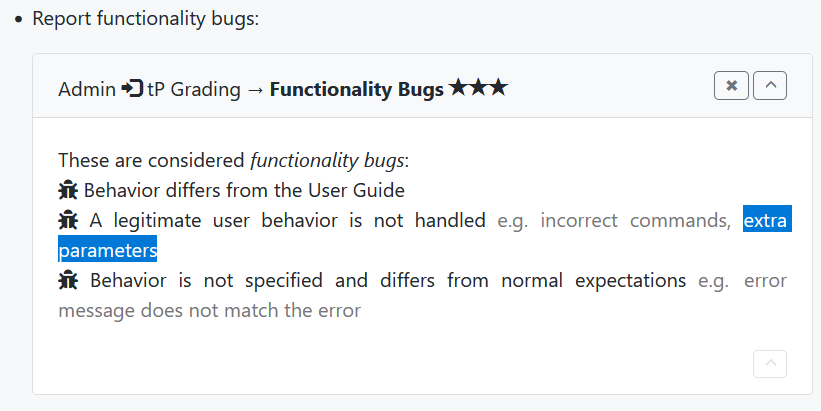 Report functionality bugs:
Admin tP Grading → Functionality Bugs ★★★
These are considered functionality bugs:
Behavior differs from the User Guide
A legitimate user behavior is not handled e.g. incorrect commands, extra
parameters
Behavior is not specified and differs from normal expectations e.g. error
message does not match the error